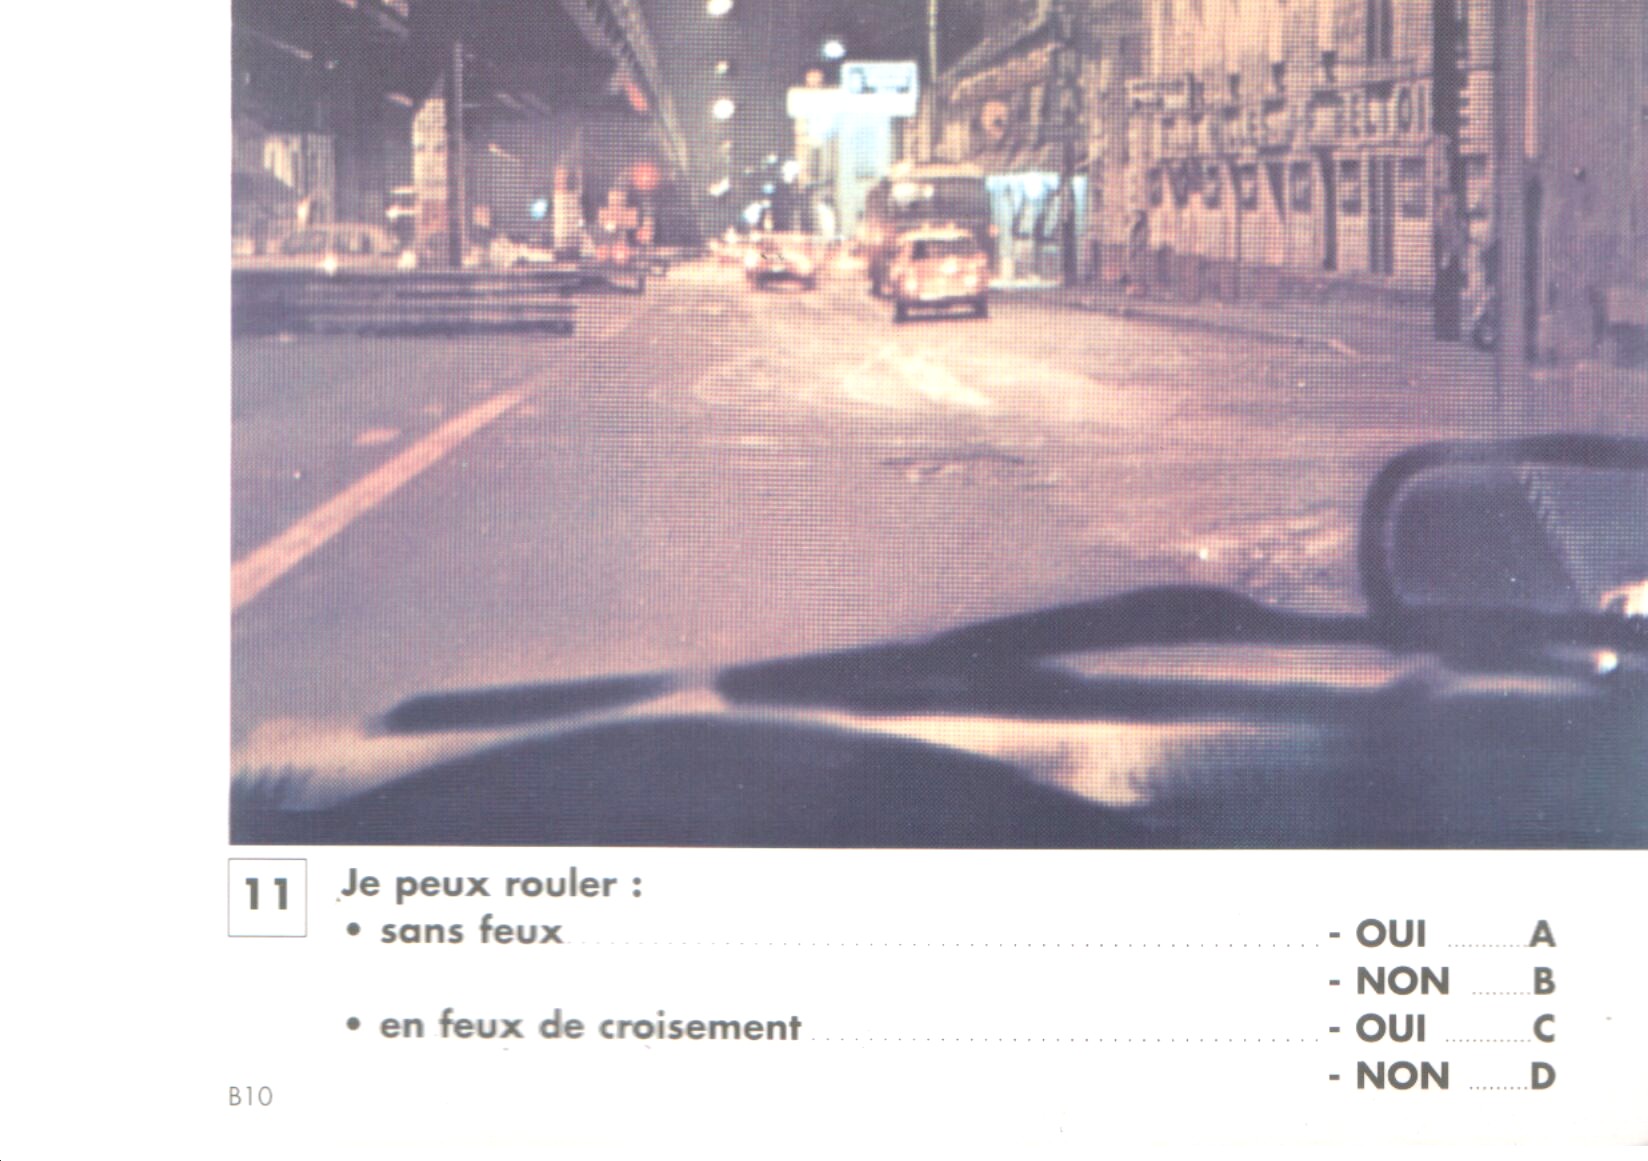 11 Je peux rouler :
• sans feux - OUI A
- NON B
• en feux de croisement - OUI C
- NON D
B10